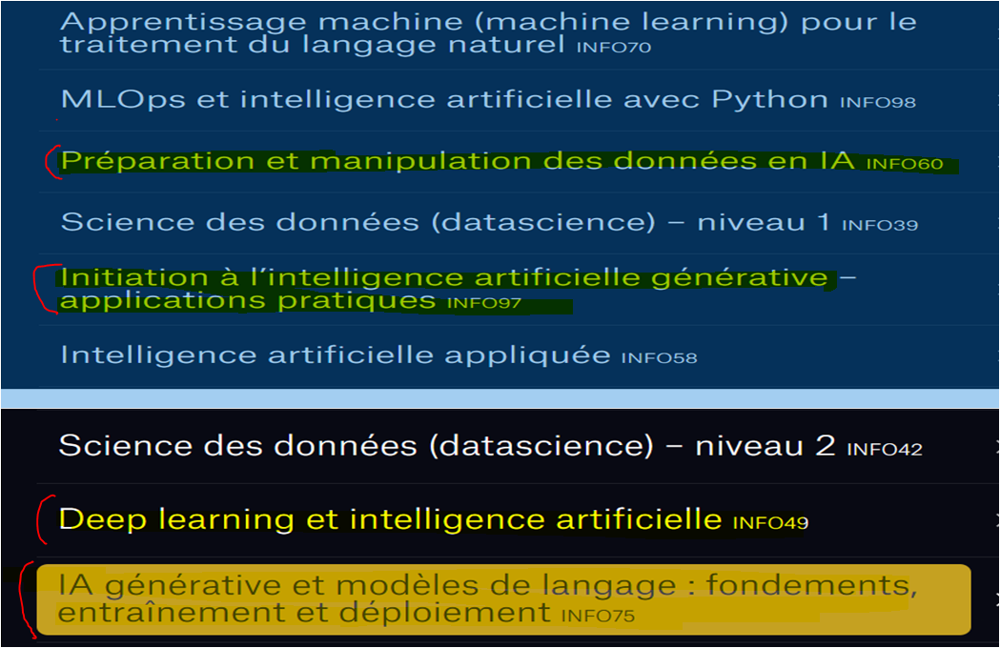 Apprentissage machine (machine learning) pour le
traitement du langage naturel INFO70
MLOps et intelligence artificielle avec Python INFO98
Préparation et manipulation des données en IA INFO60
Science des données (datascience) – niveau 1 INFO39
Initiation à l’intelligence artificielle générative –
applications pratiques INFO97
Intelligence artificielle appliquée INFO58
Science des données (datascience) – niveau 2 INFO42
Deep learning et intelligence artificielle INFO49
IA générative et modèles de langage : fondements,
entraînement et déploiement INFO75